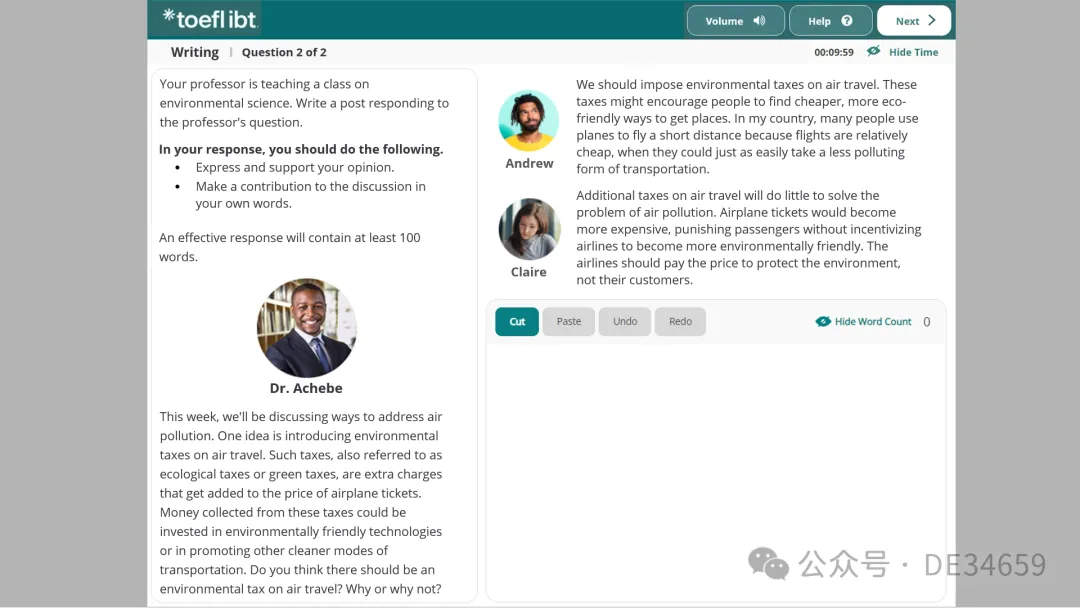 toefl ibt.
Volume
Help
Next
Writing | Question 2 of 2
00:09:59
Hide Time
Your professor is teaching a class on
environmental science. Write a post responding to
the professor's question.
In your response, you should do the following.
• Express and support your opinion.
• Make a contribution to the discussion in
your own words.
An effective response will contain at least 100
words.
Dr. Achebe
This week, we'll be discussing ways to address air
pollution. One idea is introducing environmental
taxes on air travel. Such taxes, also referred to as
ecological taxes or green taxes, are extra charges
that get added to the price of airplane tickets.
Money collected from these taxes could be
invested in environmentally friendly technologies
or in promoting other cleaner modes of
transportation. Do you think there should be an
environmental tax on air travel? Why or why not?
Andrew
We should impose environmental taxes on air travel. These
taxes might encourage people to find cheaper, more eco-
friendly ways to get places. In my country, many people use
planes to fly a short distance because flights are relatively
cheap, when they could just as easily take a less polluting
form of transportation.
Claire
Additional taxes on air travel will do little to solve the
problem of air pollution. Airplane tickets would become
more expensive, punishing passengers without incentivizing
airlines to become more environmentally friendly. The
airlines should pay the price to protect the environment,
not their customers.
Cut
Paste
Undo
Redo
Hide Word Count 0
公众号 · DE34659